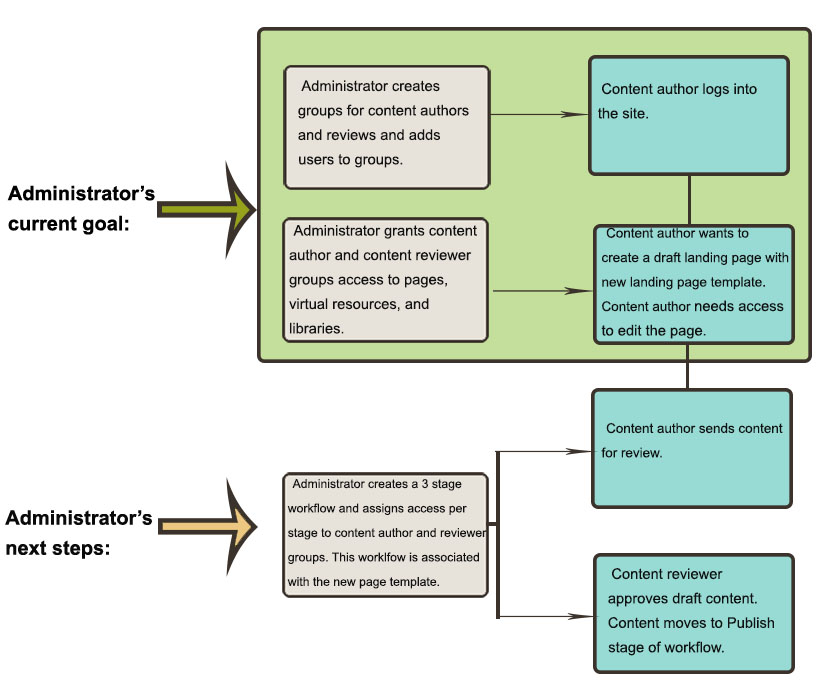 Administrator creates
groups for content authors
and reviews and adds
users to groups.
Content author logs into
the site.
Administrator's
current goal:
Administrator grants content
author and content reviewer
groups access to pages,
virtual resources, and
libraries.
Content author wants to
create a draft landing page with
new landing page template.
Content author needs access
to edit the page.
Content author sends content
for review.
Administrator's
next steps:
Administrator creates a 3 stage
workflow and assigns access per
stage to content author and reviewer
groups. This worklfow is associated
with the new page template.
Content reviewer
approves draft content.
Content moves to Publish
stage of workflow.